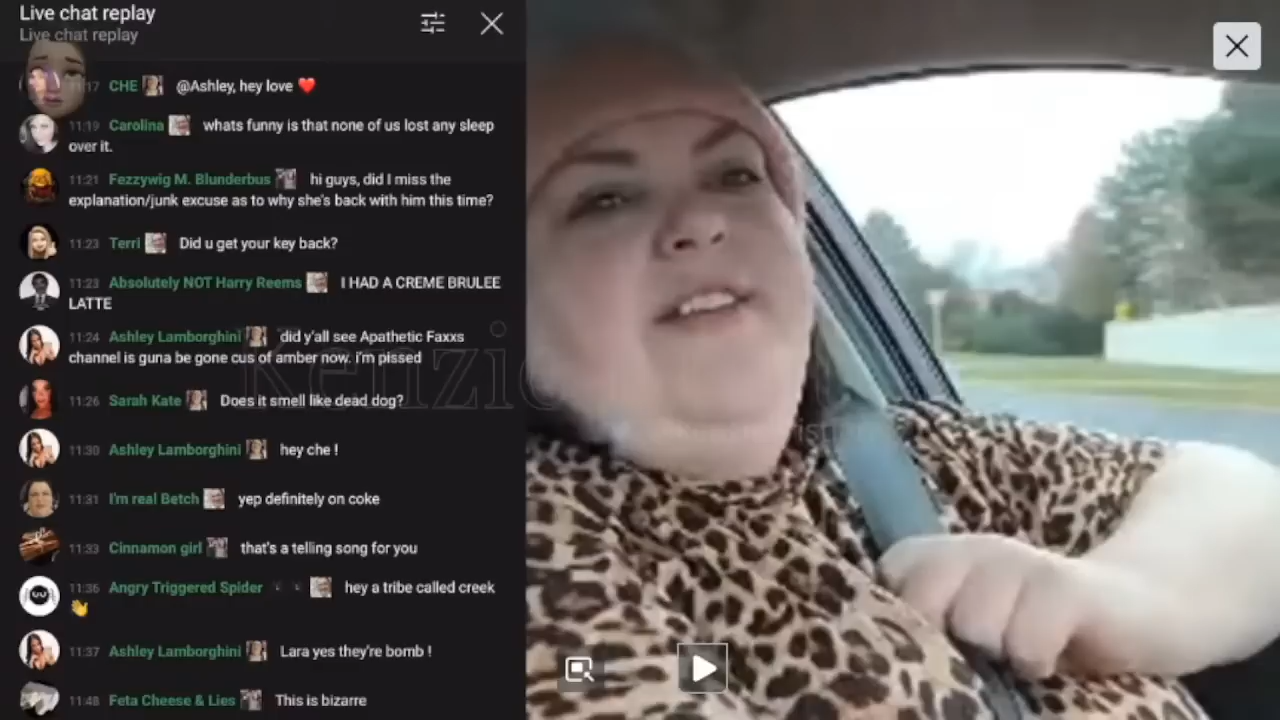 Live chat replay
Live chat replay
11:17 CHE @Ashley, hey love
11:19 Carolina whats funny is that none of us lost any sleep
over it.
11:21 Fezzywig M. Blunderbus hi guys, did I miss the
explanation/junk excuse as to why she's back with him this time?
11:23 Terri Did u get your key back?
11:23 Absolutely NOT Harry Reems I HAD A CREME BRULEE
LATTE
11:24 Ashley Lamborghini did y'all see Apathetic Faxxs
channel is guna be gone cus of amber now. i'm pissed
11:26 Sarah Kate Does it smell like dead dog?
11:30 Ashley Lamborghini hey che !
11:31 I'm real Betch yep definitely on coke
11:33 Cinnamon girl that's a telling song for you
11:36 Angry Triggered Spider hey a tribe called creek
11:37 Ashley Lamborghini Lara yes they're bomb !
11:48 Feta Cheese & Lies This is bizarre